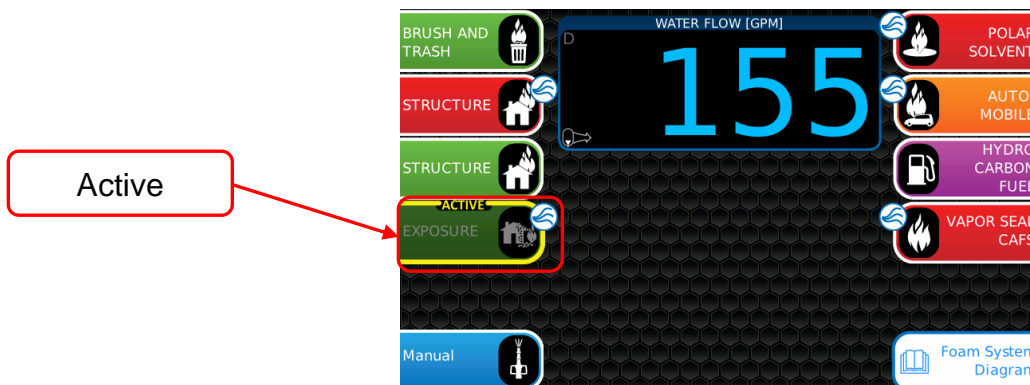 Active
BRUSH AND
TRASH
STRUCTURE
STRUCTURE
ACTIVE
EXPOSURE
Manual
WATER FLOW [GPM]
D
155
POLAR
SOLVENT
AUTO
MOBILE
HYDRO
CARBON
FUEL
VAPOR SEAL
CAFS
Foam System
Diagram